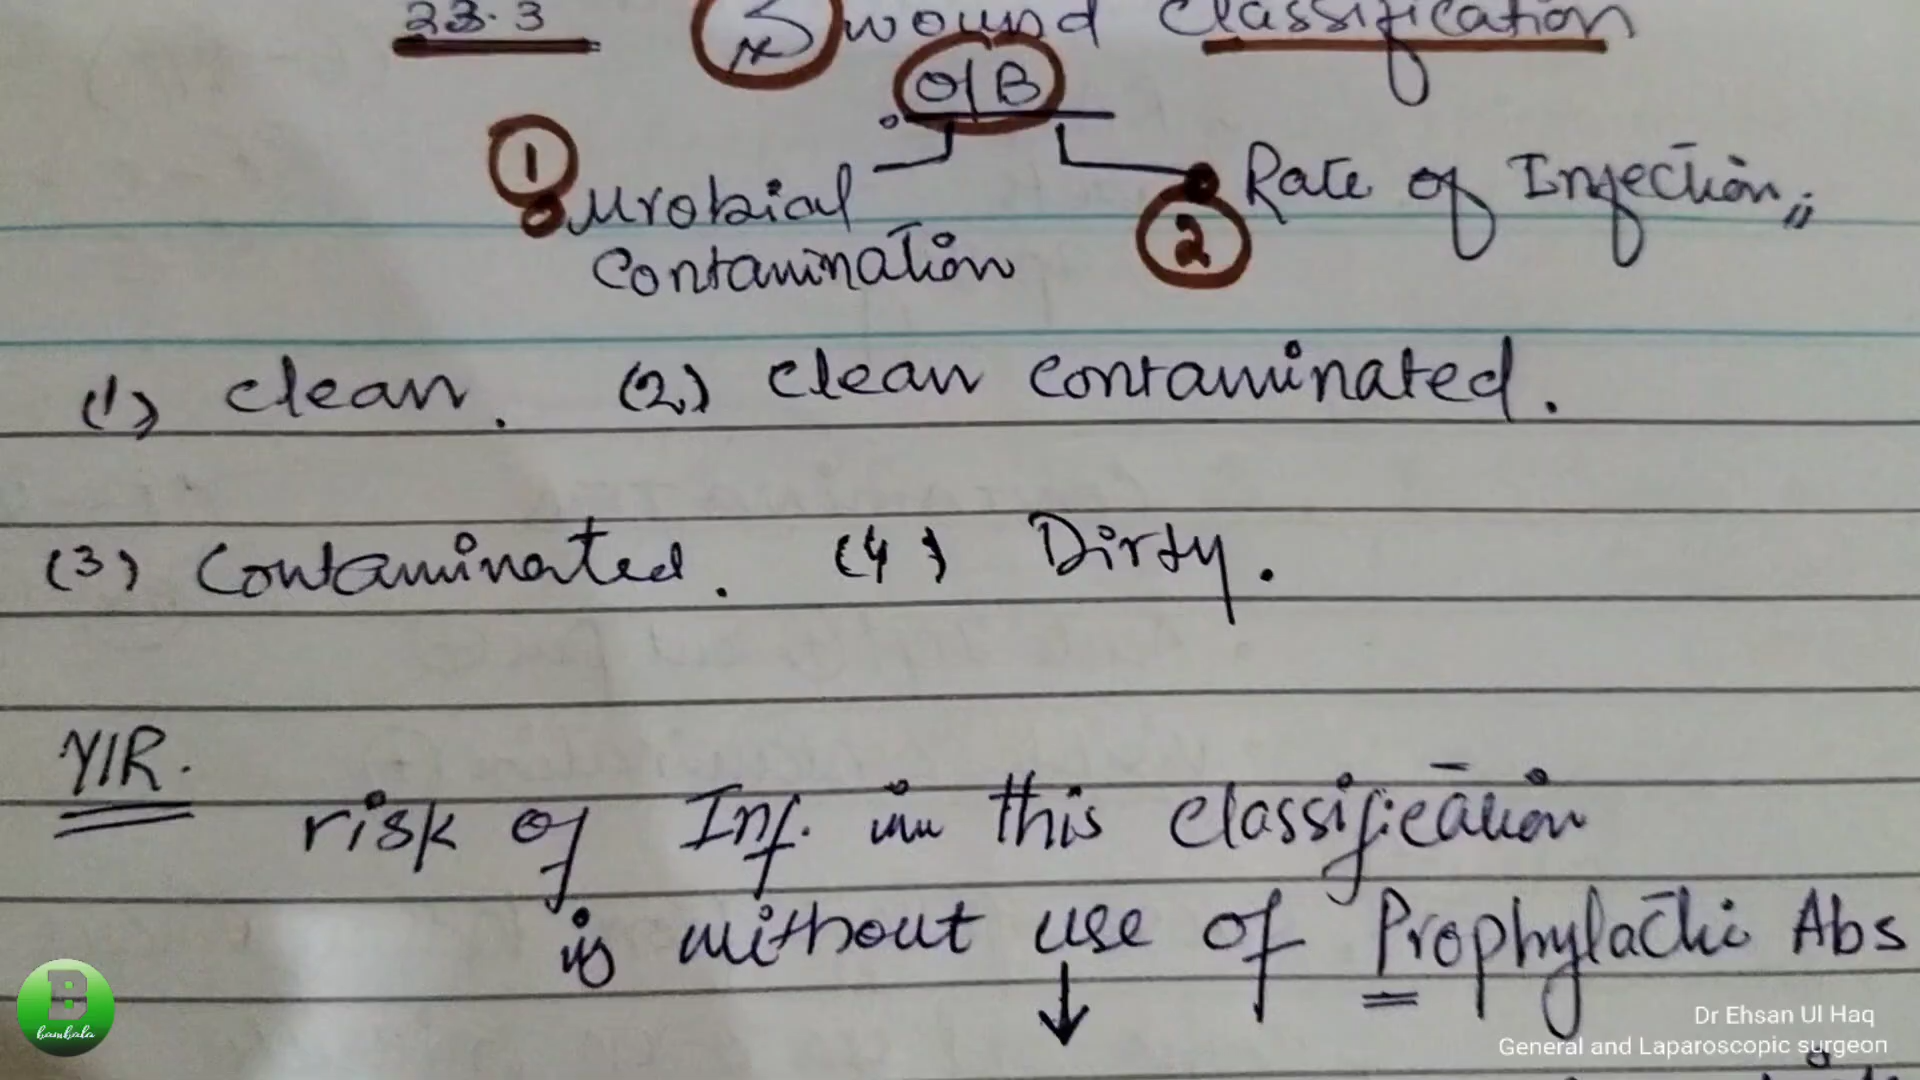 23.3 Sx wound Classification
O/B
1 2
Microbial Rate of Infection,,
Contamination
(1) Clean. (2) Clean Contaminated.
(3) Contaminated. (4) Dirty.
risk of Inf. in this Classification
is without use of Prophylactic Abs
B
bambala
Dr Ehsan Ul Haq
General and Laparoscopic surgeon